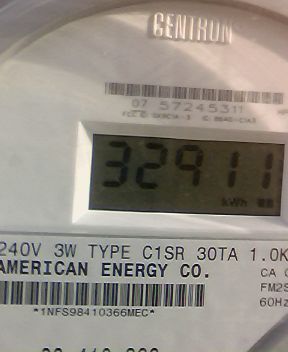 CENTRON
07 57245311
32911
kWh
240V 3W TYPE C1SR 30TA 1.0K
AMERICAN ENERGY CO.
CA
FM2S
60Hz
*1NFS98410366MEC*